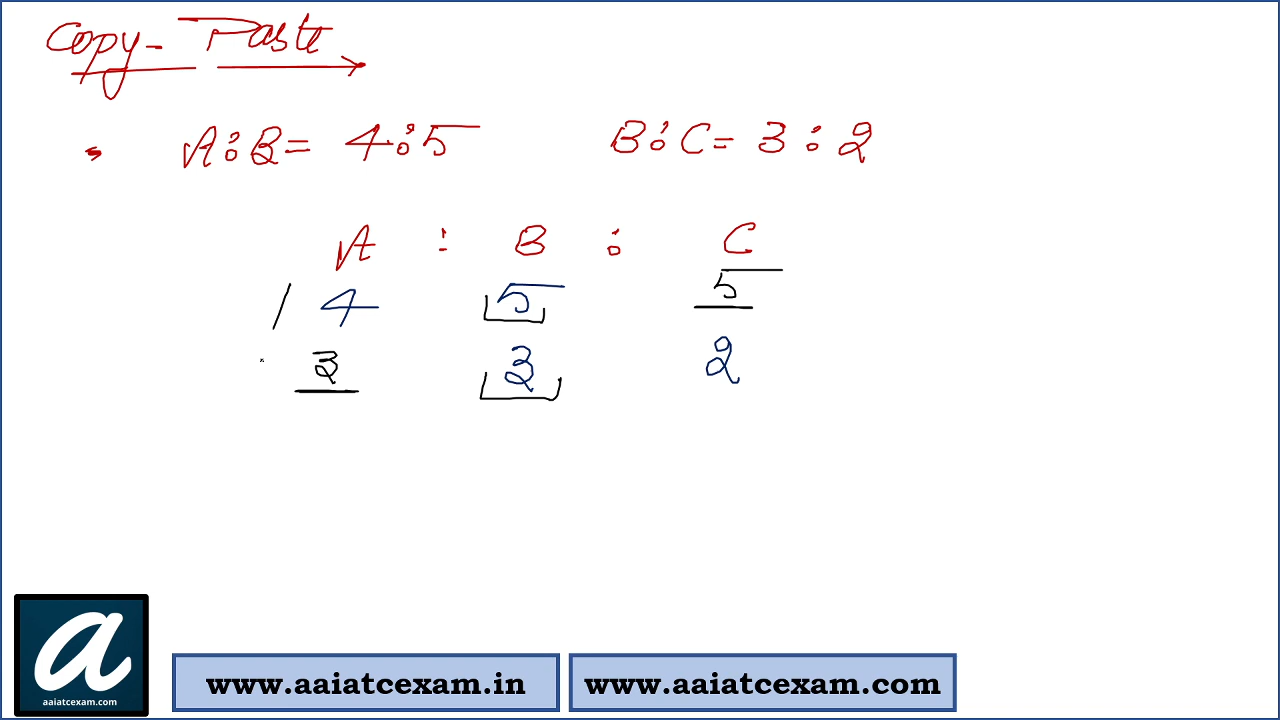 Copy- Paste
A:B= 4:5 B:C= 3:2
A : B : C
4 5 5
3 3 2
a
aaiatcexam.com
www.aaiatcexam.in
www.aaiatcexam.com